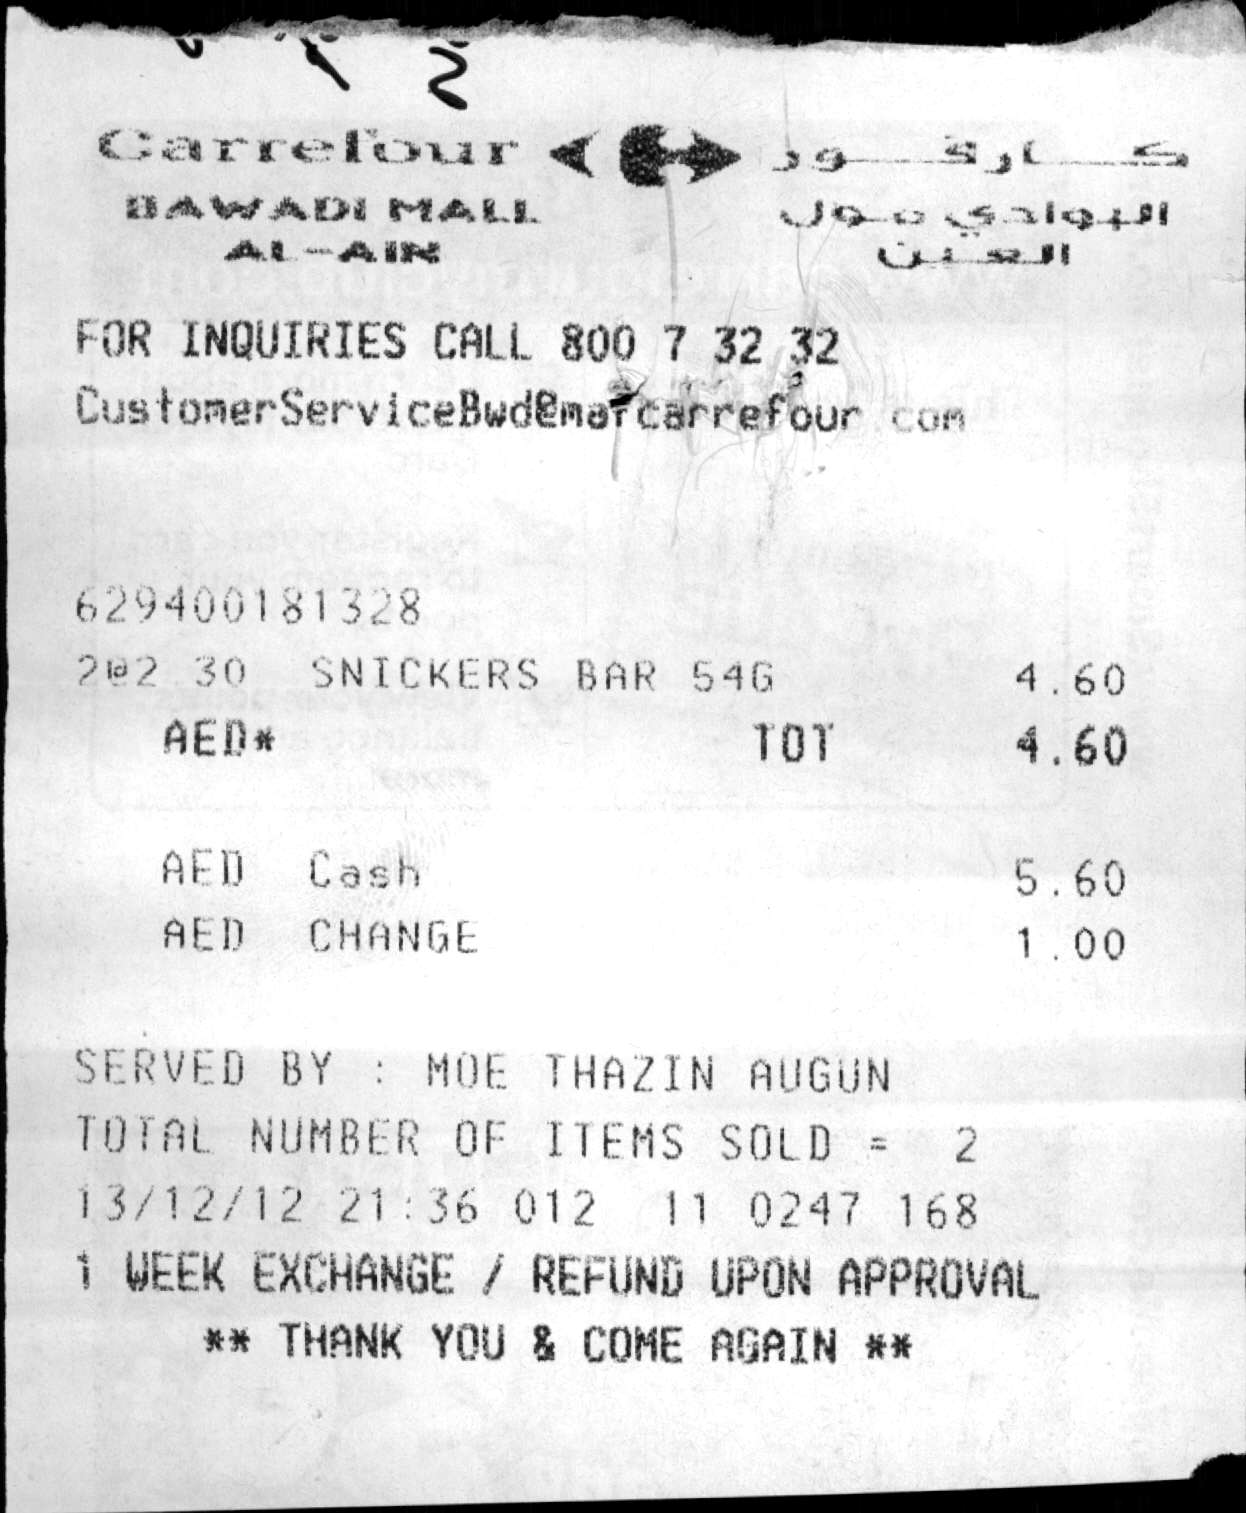 Carrefour كارفور
BAWADI MALL البوادي مول
AL-AIN العين
FOR INQUIRIES CALL 800 7 32 32
CustomerServiceBwd@mafcarrefour.com
629400181328
2@2.30 SNICKERS BAR 54G 4.60
AED* TOT 4.60
AED Cash 5.60
AED CHANGE 1.00
SERVED BY : MOE THAZIN AUGUN
TOTAL NUMBER OF ITEMS SOLD = 2
13/12/12 21:36 012 11 0247 168
1 WEEK EXCHANGE / REFUND UPON APPROVAL
** THANK YOU & COME AGAIN **